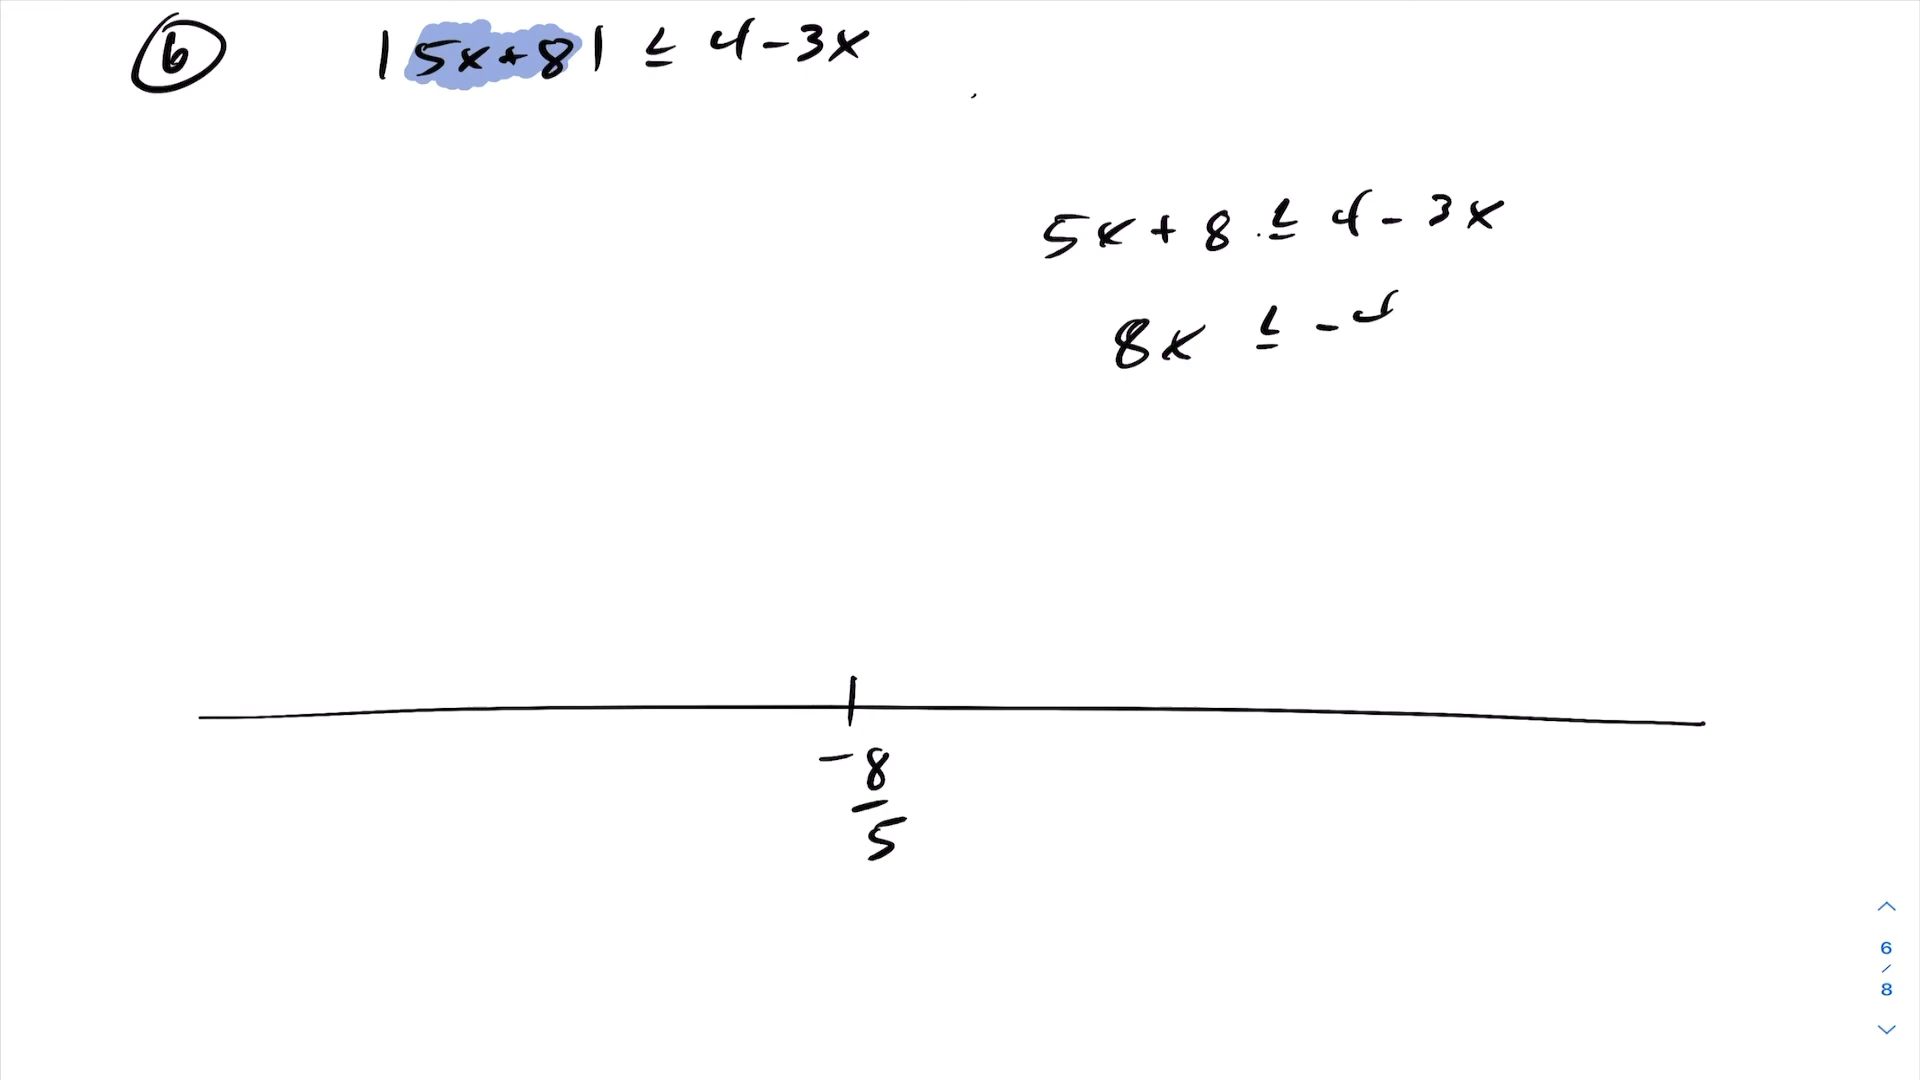 6 |5x+8| ≤ 4-3x
5x+8 ≤ 4-3x
8x ≤ -4
-8
5
6
/
8